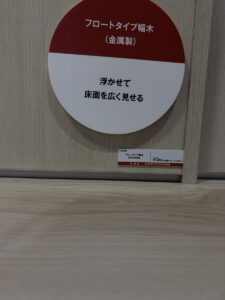 フロートタイプ幅木
（金属製）
浮かせて
床面を広く見せる